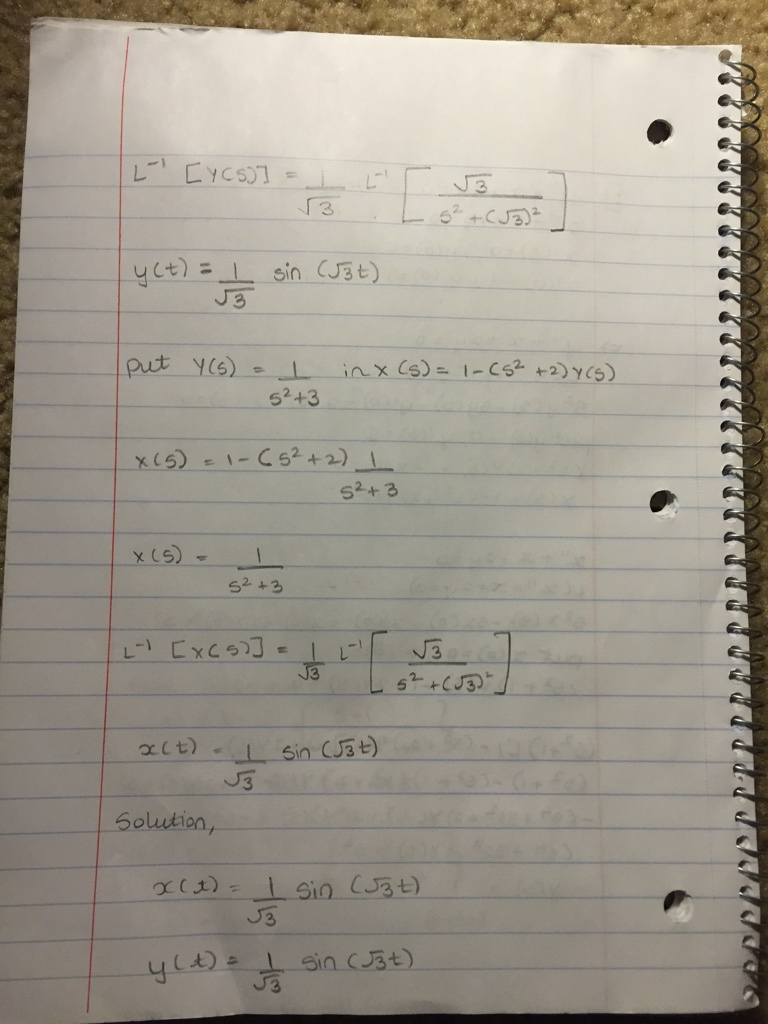 L⁻¹ [Y(S)] = 1/√3 L⁻¹ [√3/(S² + (√3)²)]
y(t) = 1/√3 sin (√3t)
put Y(S) = 1/(S²+3) in x(S) = 1-(S²+2)Y(S)
x(S) = 1-(S²+2) 1/(S²+3)
x(S) = 1/(S²+3)
L⁻¹ [x(S)] = 1/√3 L⁻¹ [√3/(S² + (√3)²)]
x(t) = 1/√3 sin (√3t)
Solution,
x(t) = 1/√3 sin (√3t)
y(t) = 1/√3 sin (√3t)